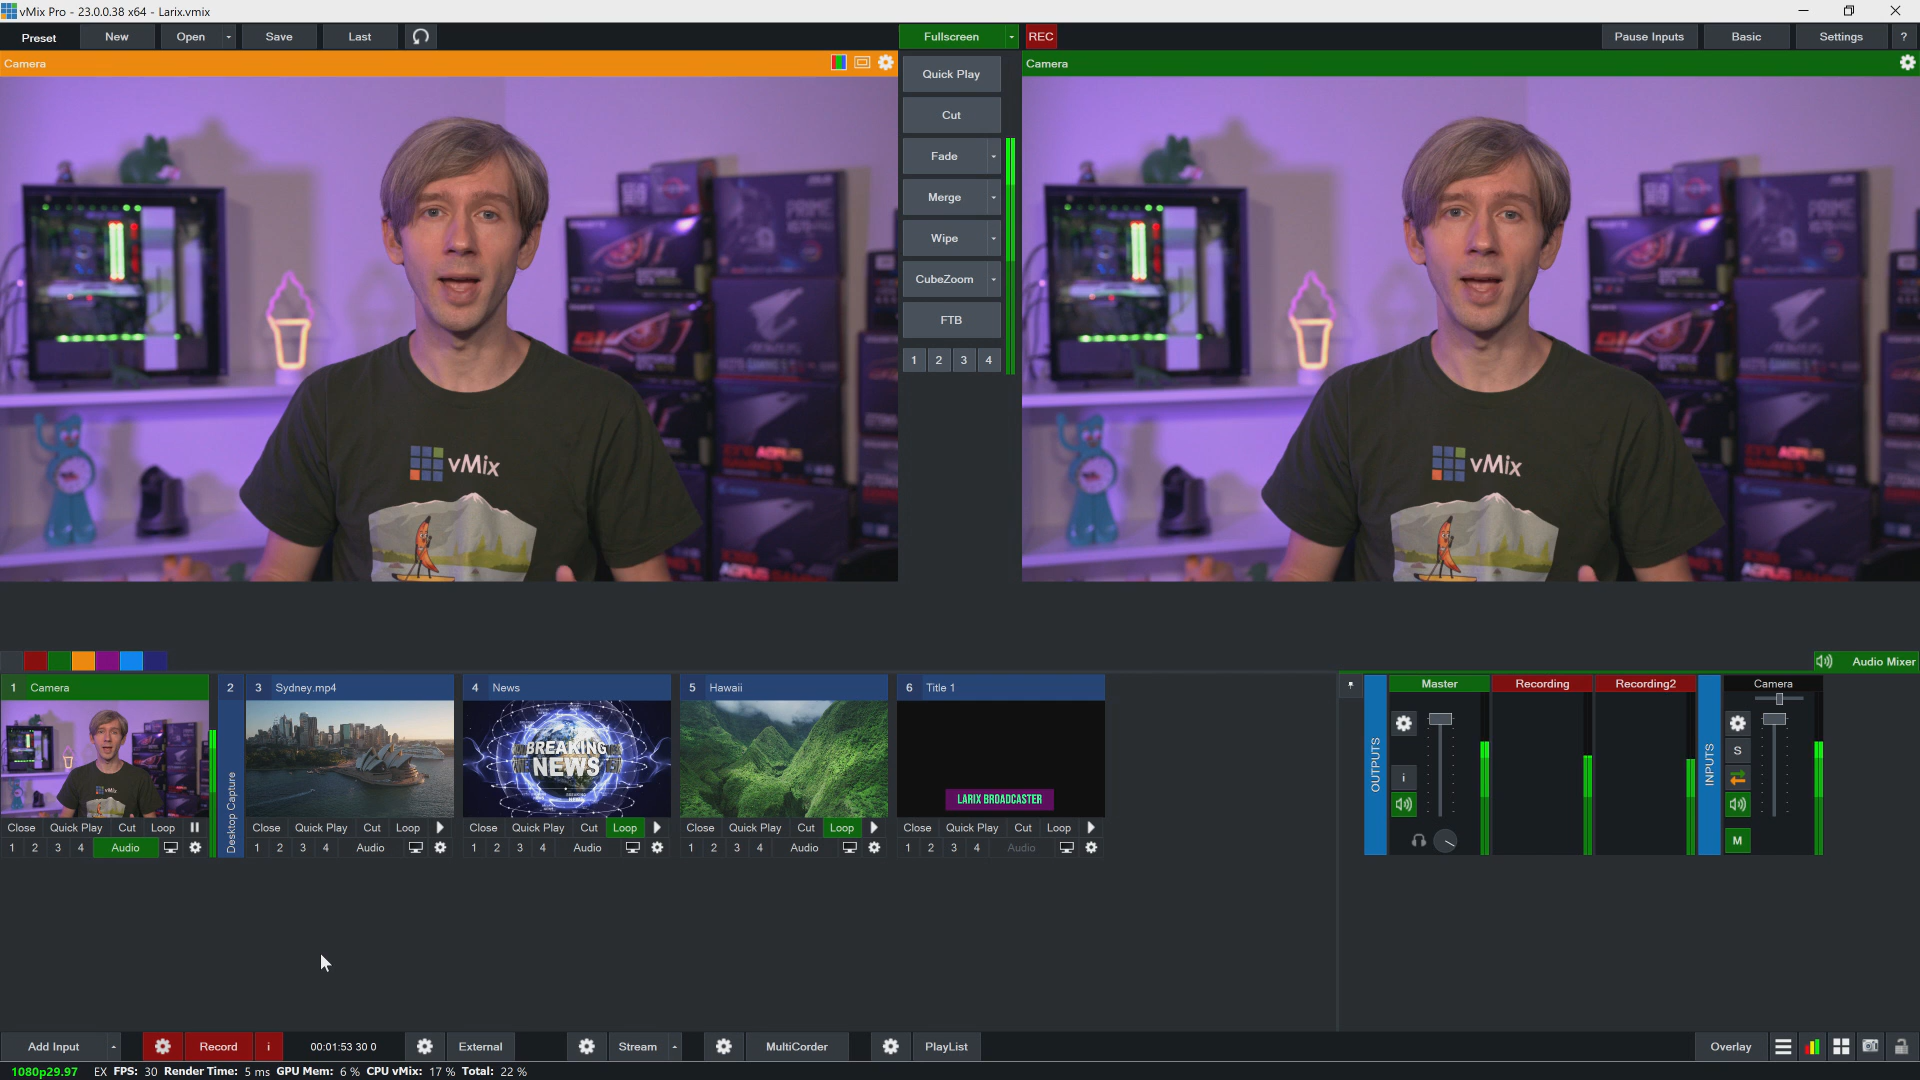 vMix Pro - 23.0.0.38 x64 - Larix.vmix
Preset New Open Save Last Fullscreen REC Pause Inputs Basic Settings ?
Camera
Camera
Quick Play
Cut
Fade
Merge
Wipe
CubeZoom
FTB
1 2 3 4
vMix
vMix
Audio Mixer
1 Camera
2 Desktop Capture
3 Sydney.mp4
4 News
5 Hawaii
6 Title 1
BREAKING
NEWS
LARIX BROADCASTER
Close Quick Play Cut Loop
1 2 3 4 Audio
Close Quick Play Cut Loop
1 2 3 4 Audio
Close Quick Play Cut Loop
1 2 3 4 Audio
Close Quick Play Cut Loop
1 2 3 4 Audio
Close Quick Play Cut Loop
1 2 3 4 Audio
OUTPUTS
Master Recording Recording2
i
INPUTS
Camera
S
M
Add Input Record i 00:01:53 30 0 External Stream MultiCorder PlayList Overlay
1080p29.97 EX FPS: 30 Render Time: 5 ms GPU Mem: 6 % CPU vMix: 17 % Total: 22 %